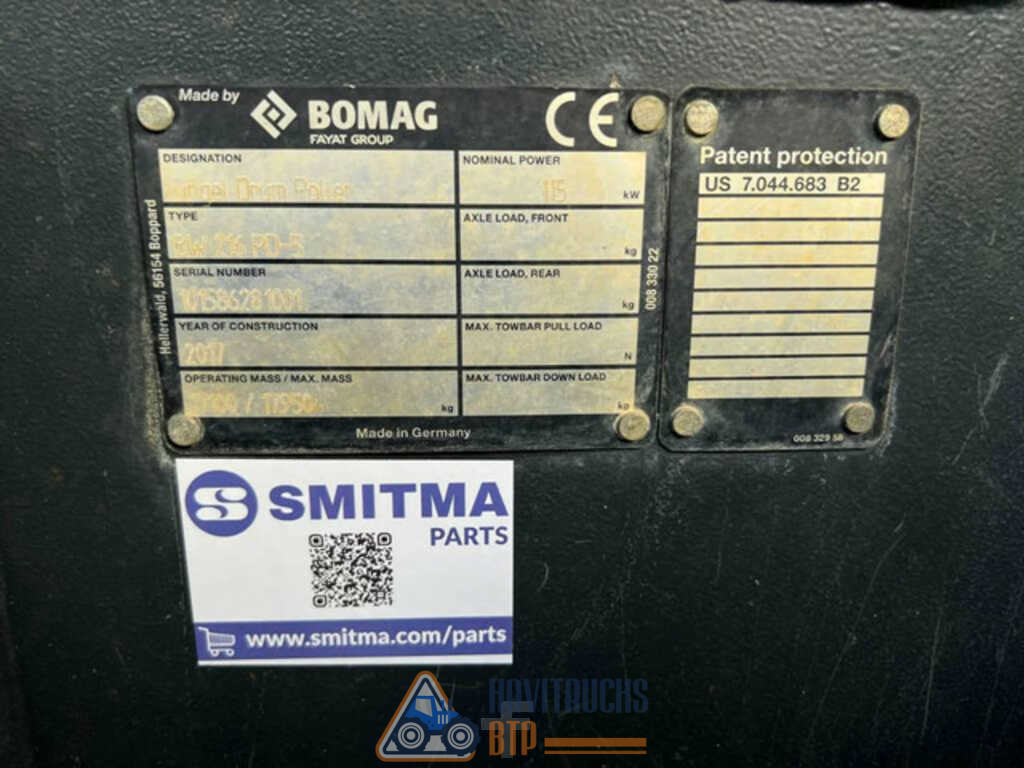 Made by BOMAG
FAYAT GROUP
CE
DESIGNATION
Drum
NOMINAL POWER
115 kW
TYPE
BW 216 PD-5
AXLE LOAD, FRONT
kg
SERIAL NUMBER
101586281001
AXLE LOAD, REAR
kg
YEAR OF CONSTRUCTION
2017
MAX. TOWBAR PULL LOAD
N
OPERATING MASS / MAX. MASS
kg
MAX. TOWBAR DOWN LOAD
kg
Made in Germany
Hellerwald, 56154 Boppard
008 330 22
Patent protection
US 7.044.683 B2
008 329 58
SMITMA
PARTS
www.smitma.com/parts
HAVITRUCHS
BTP